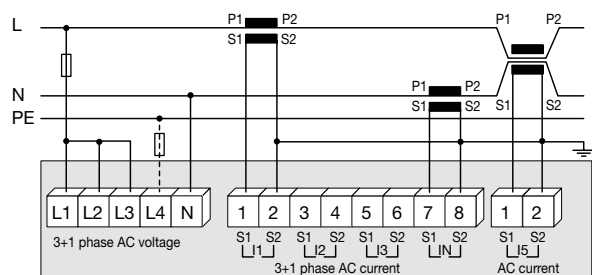 L P1 P2 P1 P2
S1 S2
N P1 P2
S1 S2 S1 S2
PE
L1 L2 L3 L4 N 1 2 3 4 5 6 7 8 1 2
S1 S2 S1 S2 S1 S2 S1 S2 S1 S2
I1 I2 I3 IN I5
3+1 phase AC voltage 3+1 phase AC current AC current